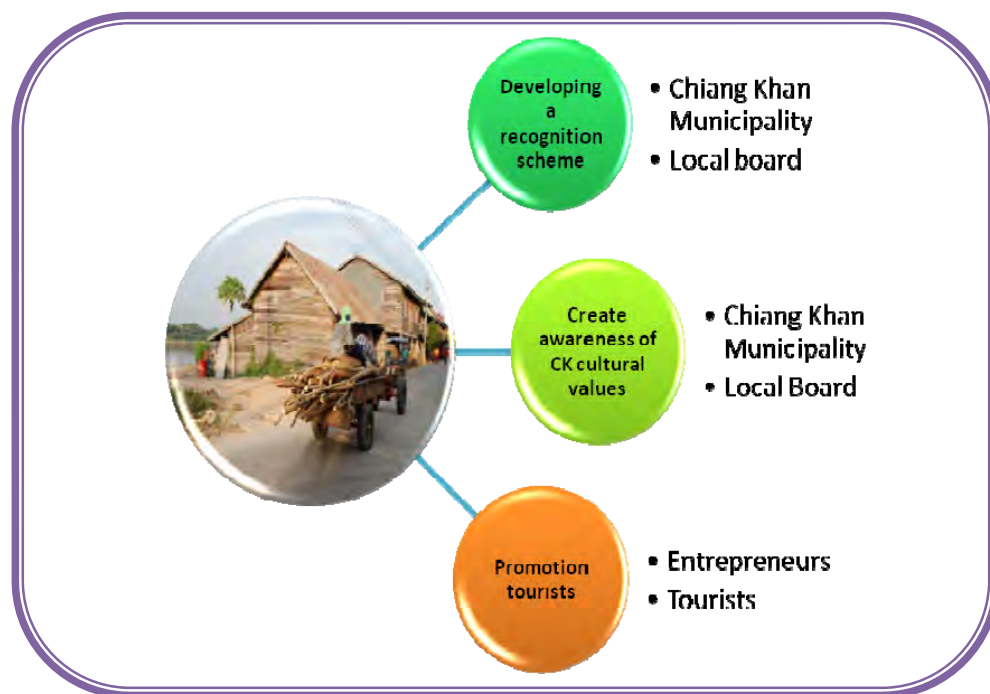 Developing
a
recognition
scheme
• Chiang Khan
Municipality
• Local board
Create
awareness of
CK cultural
values
• Chiang Khan
Municipality
• Local Board
Promotion
tourists
• Entrepreneurs
• Tourists